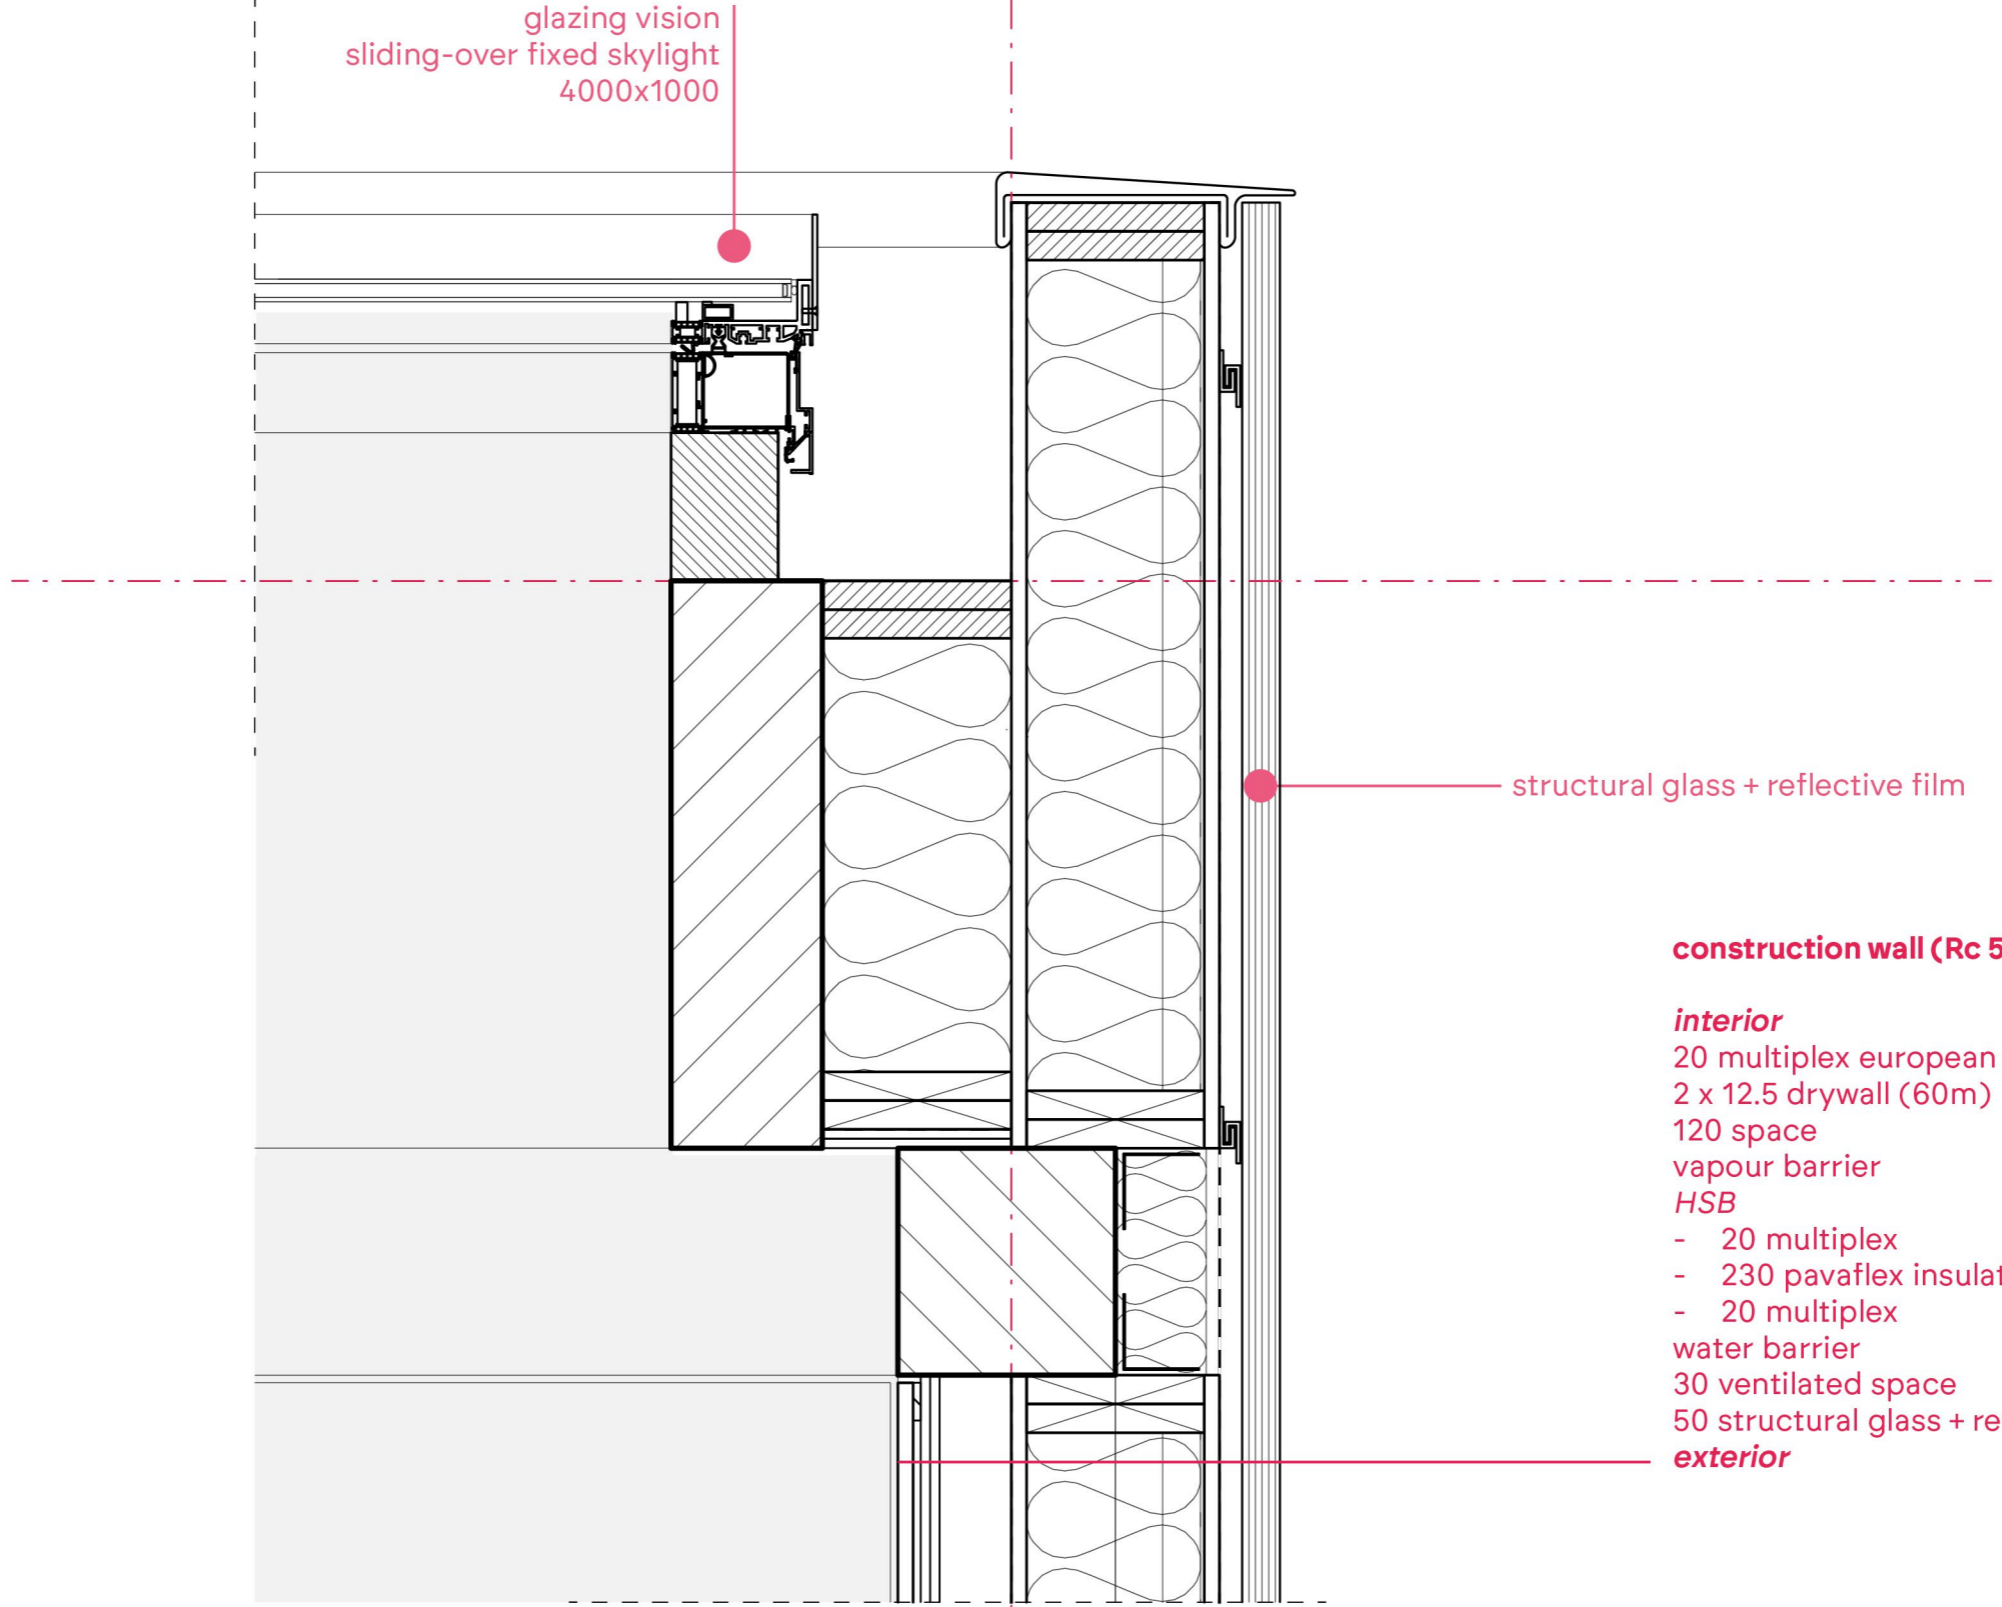 glazing vision
sliding-over fixed skylight
4000x1000
structural glass + reflective film
construction wall (Rc 5
interior
20 multiplex european
2 x 12.5 drywall (60m)
120 space
vapour barrier
HSB
- 20 multiplex
- 230 pavaflex insulat
- 20 multiplex
water barrier
30 ventilated space
50 structural glass + re
exterior